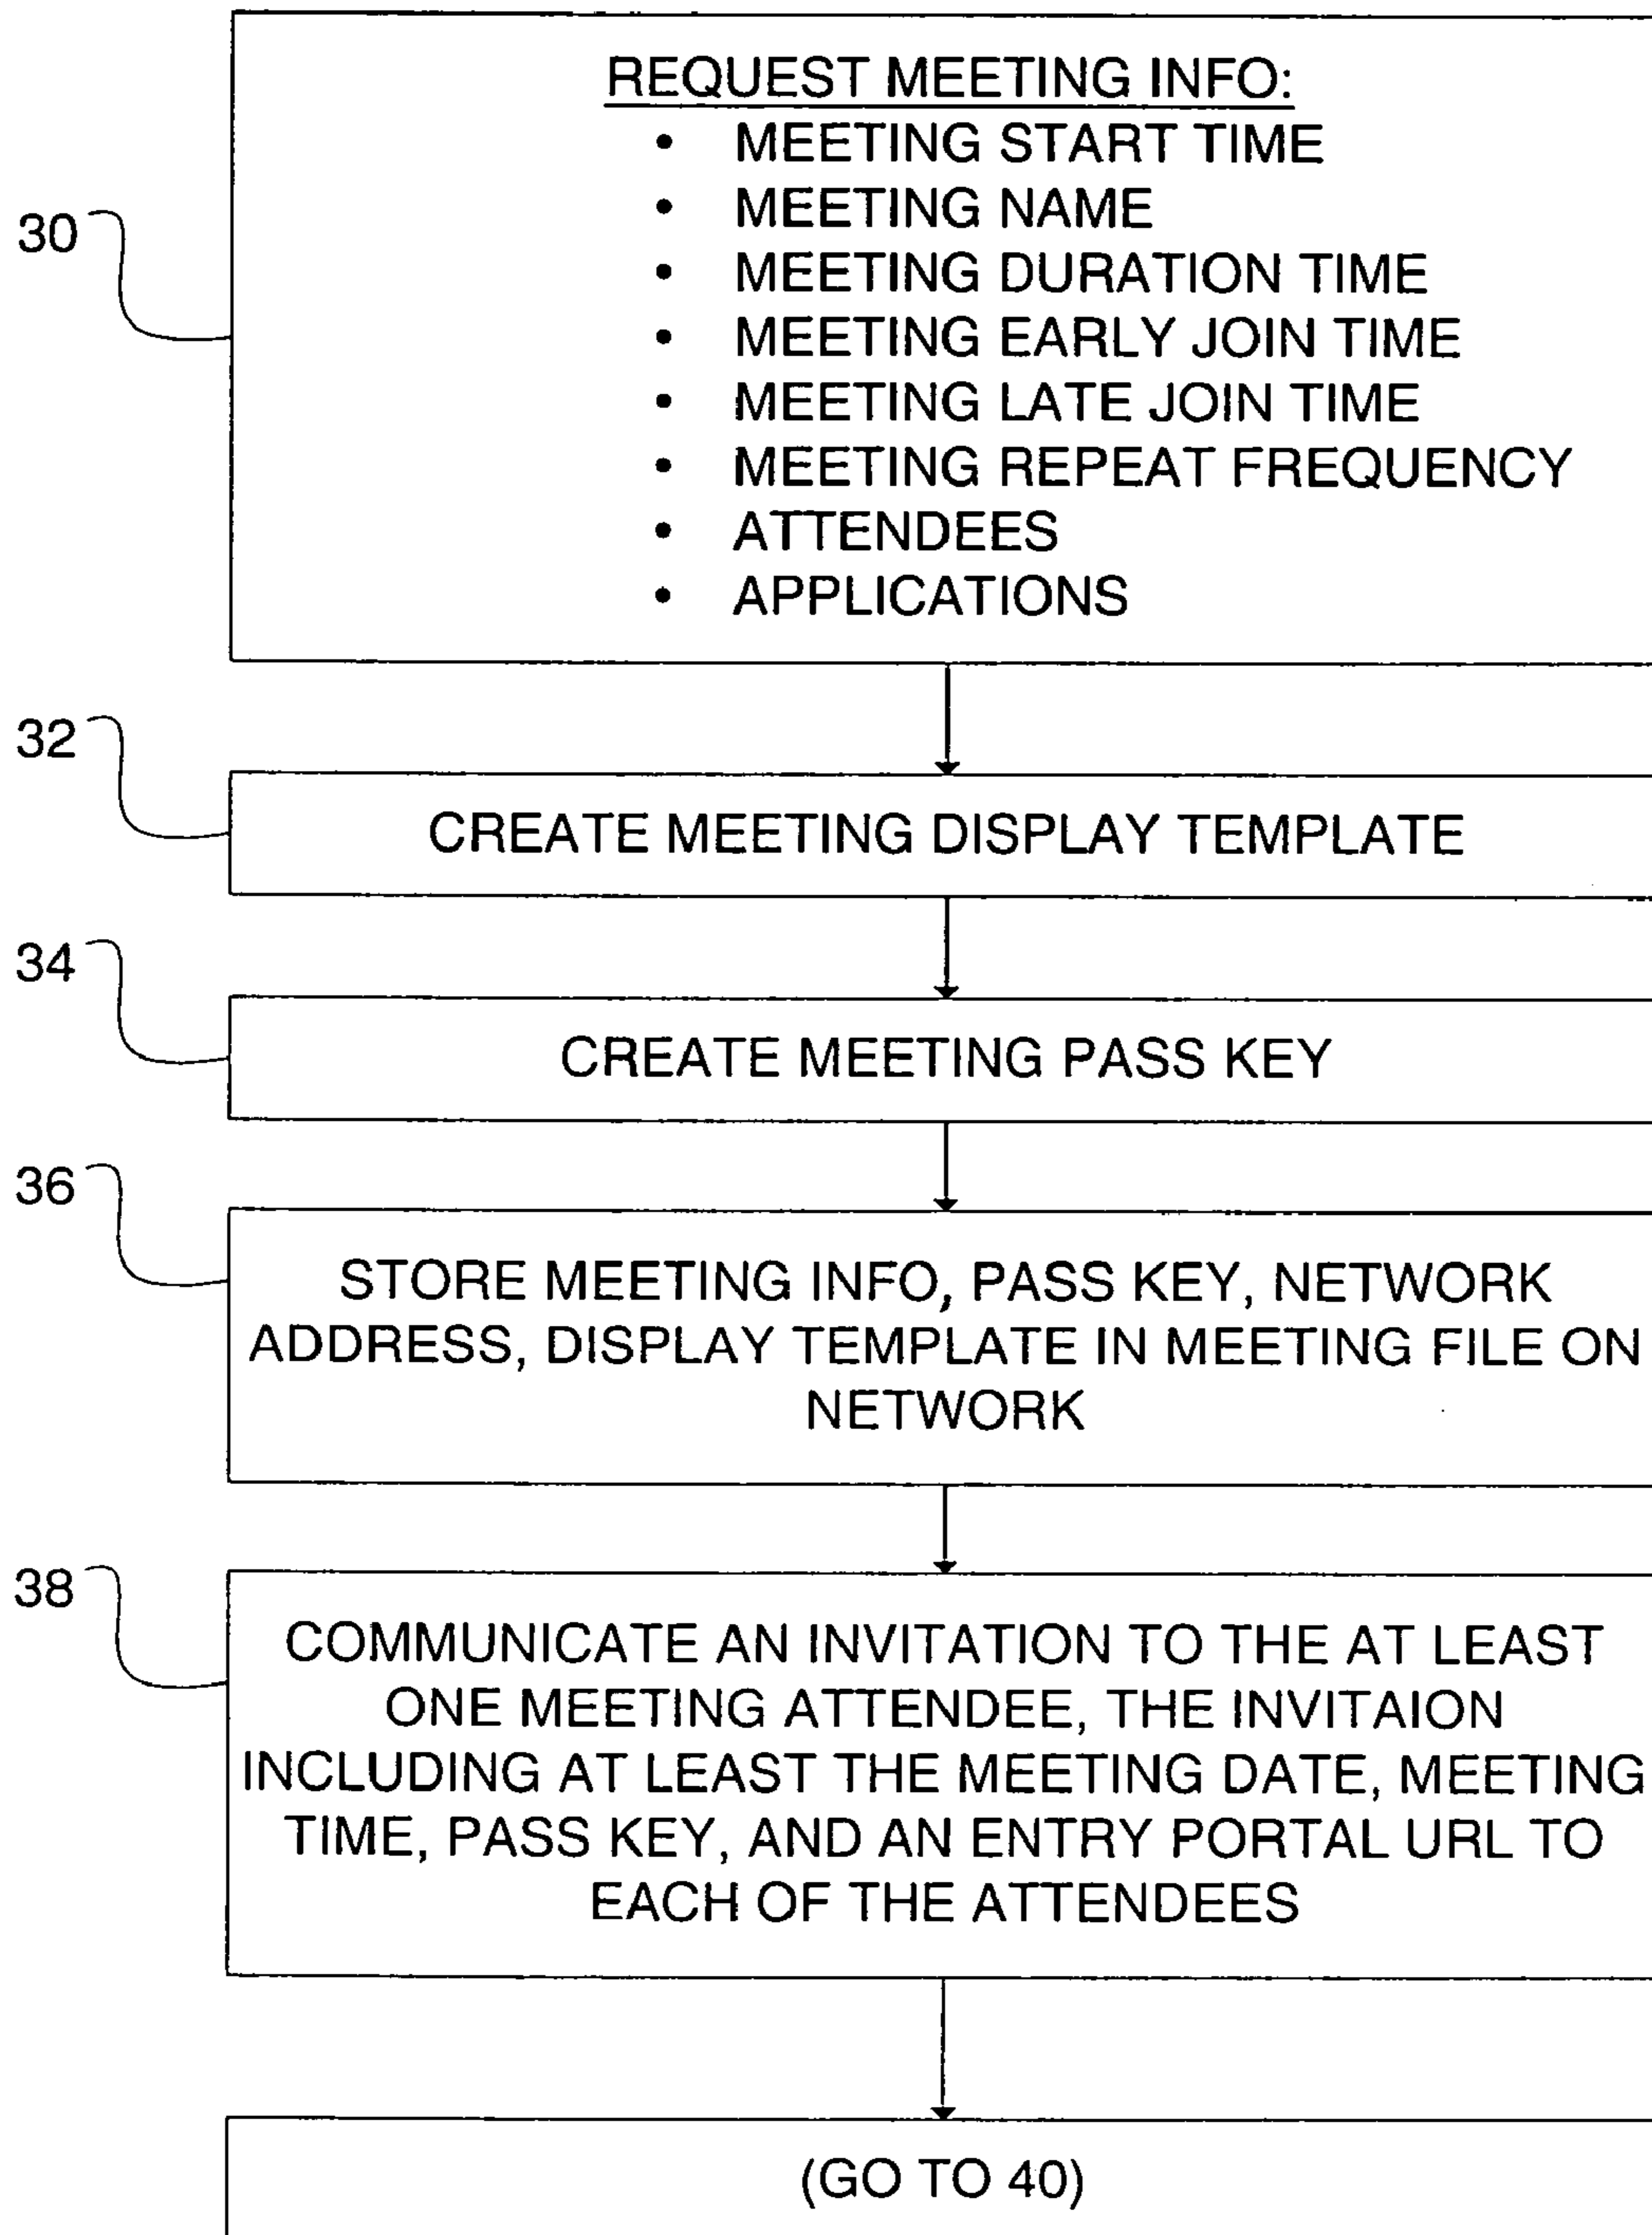 REQUEST MEETING INFO:
• MEETING START TIME
• MEETING NAME
• MEETING DURATION TIME
30
• MEETING EARLY JOIN TIME
• MEETING LATE JOIN TIME
• MEETING REPEAT FREQUENCY
• ATTENDEES
• APPLICATIONS
32
CREATE MEETING DISPLAY TEMPLATE
34
CREATE MEETING PASS KEY
36
STORE MEETING INFO, PASS KEY, NETWORK
ADDRESS, DISPLAY TEMPLATE IN MEETING FILE ON
NETWORK
38
COMMUNICATE AN INVITATION TO THE AT LEAST
ONE MEETING ATTENDEE, THE INVITAION
INCLUDING AT LEAST THE MEETING DATE, MEETING
TIME, PASS KEY, AND AN ENTRY PORTAL URL TO
EACH OF THE ATTENDEES
(GO TO 40)